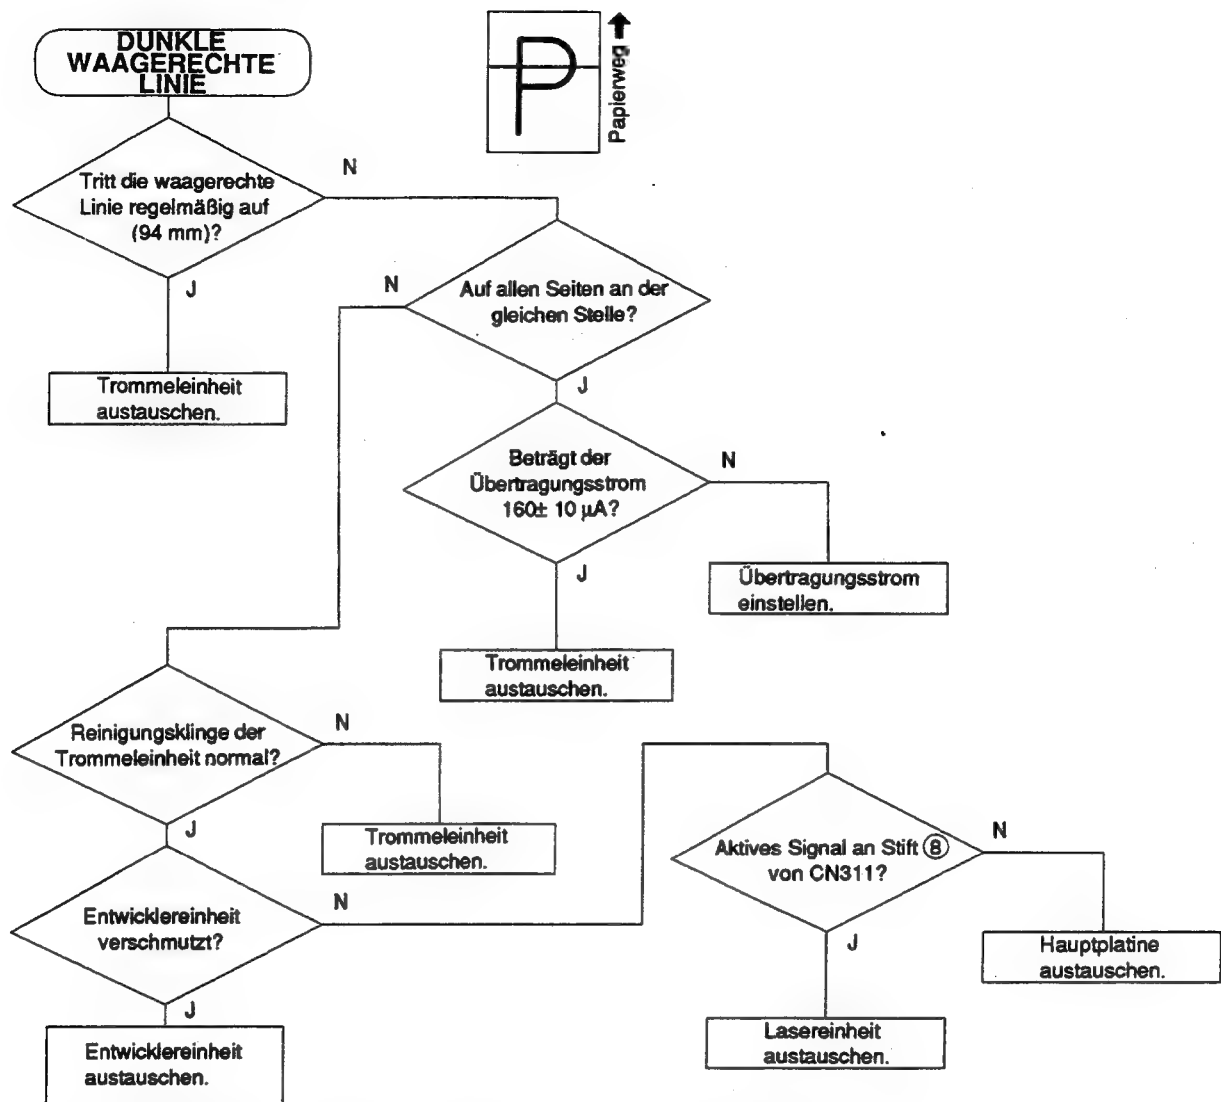 DUNKLE
WAAGERECHTE
LINIE
P
Papierweg
Tritt die waagerechte
Linie regelmäßig auf
(94 mm)?
N
J
Trommeleinheit
austauschen.
Auf allen Seiten an der
gleichen Stelle?
N
J
Beträgt der
Übertragungsstrom
160± 10 µA?
N
J
Übertragungsstrom
einstellen.
Trommeleinheit
austauschen.
Reinigungsklinge der
Trommeleinheit normal?
N
J
Trommeleinheit
austauschen.
Entwicklereinheit
verschmutzt?
N
J
Entwicklereinheit
austauschen.
Aktives Signal an Stift ⑧
von CN311?
N
J
Hauptplatine
austauschen.
Lasereinheit
austauschen.